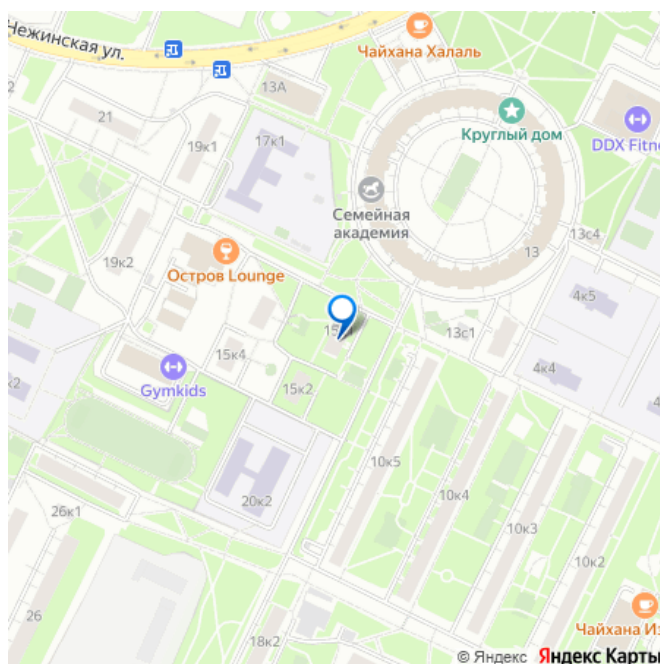 Нежинская ул.
Чайхана Халаль
13А
21
17к1
19к1
Круглый дом
DDX Fitne
Семейная
академия
13с4
13
19к2
Остров Lounge
4к5
13с1
15к4
4к4
4
к2
Gymkids
15к2
10к5
20к2
10к4
26к1
10к3
10к2
26
Чайхана Из
18к2
© Яндекс Яндекс Карты